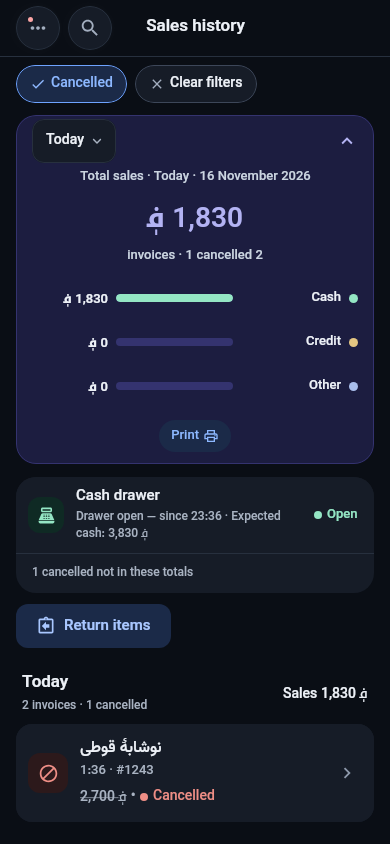 Sales history
Cancelled
Clear filters
Today
Total sales · Today · 16 November 2026
؋ 1,830
invoices · 1 cancelled 2
؋ 1,830 Cash
؋ 0 Credit
؋ 0 Other
Print
Cash drawer
Drawer open — since 23:36 · Expected
cash: 3,830 ؋
Open
1 cancelled not in these totals
Return items
Today
2 invoices · 1 cancelled
Sales 1,830 ؋
نوشابهٔ قوطی
1:36 · #1243
2,700 ؋ • Cancelled